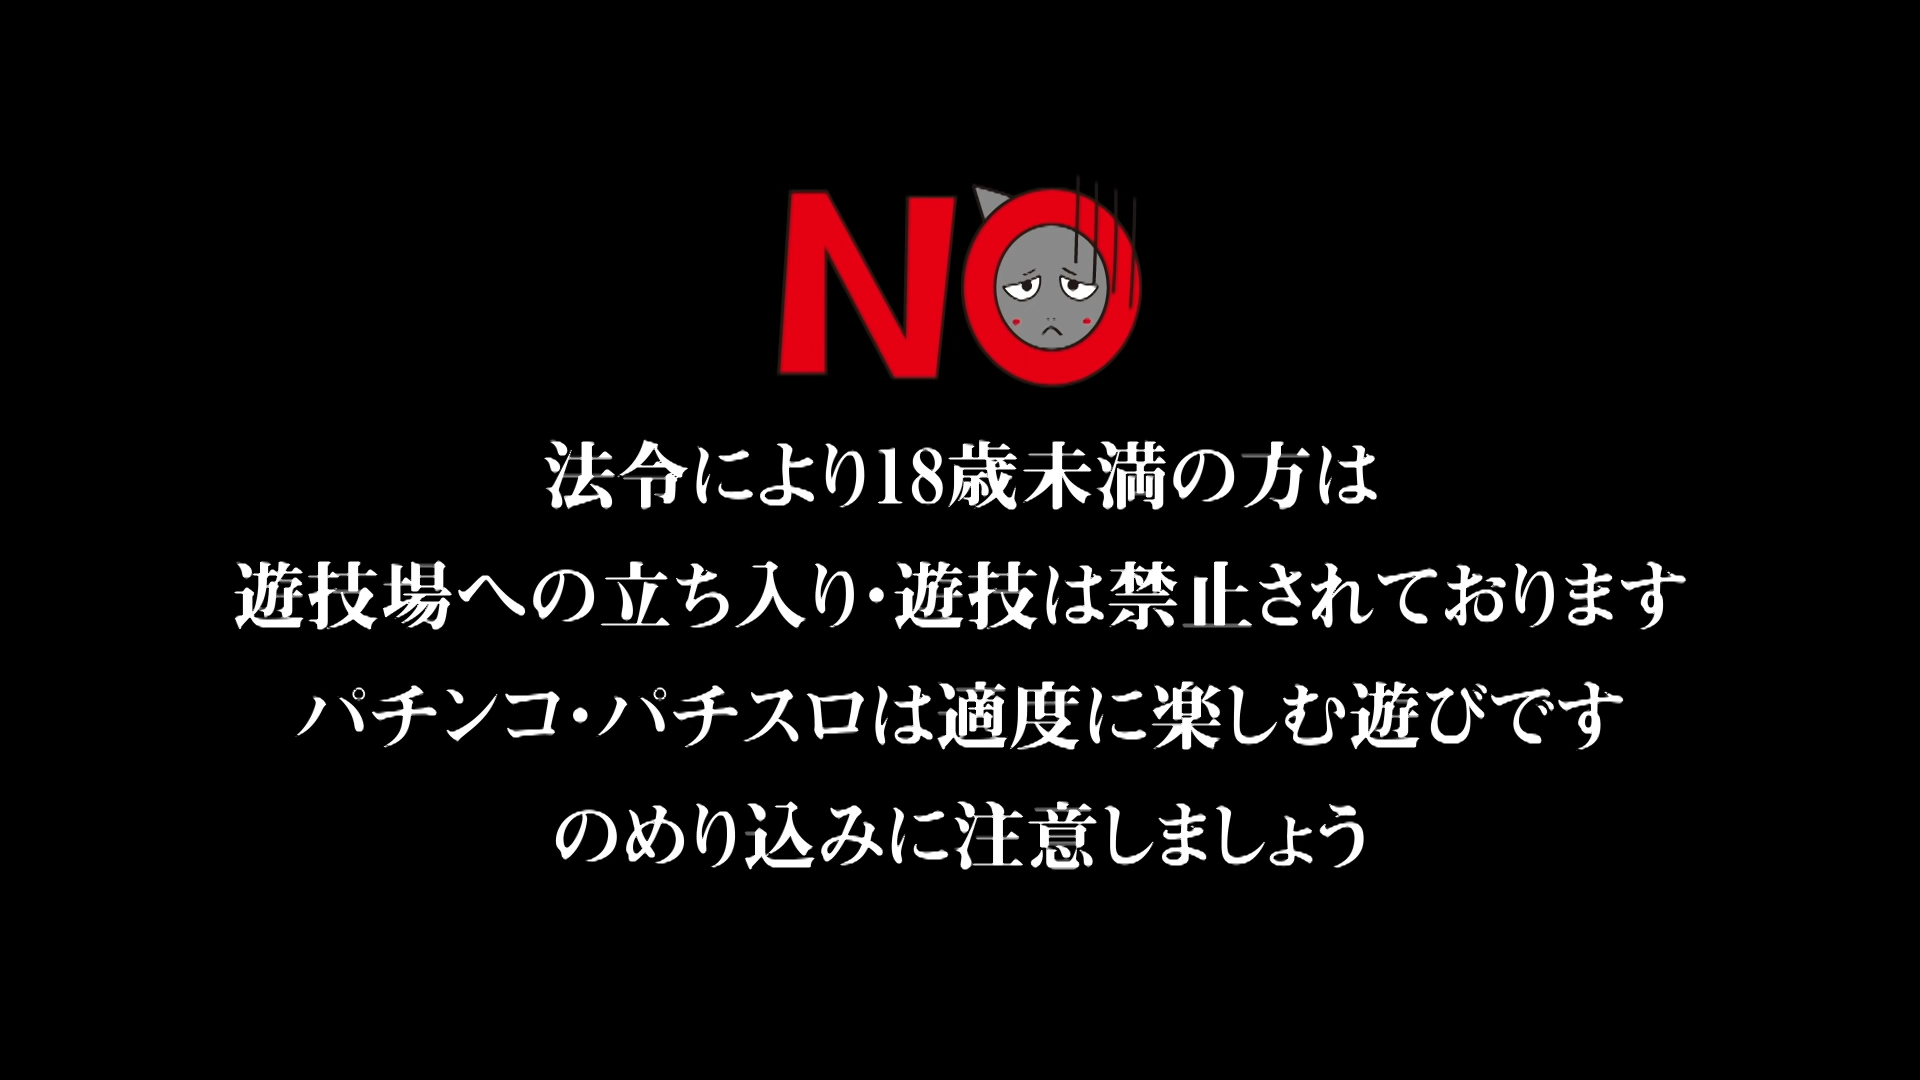 NO
法令により18歳未満の方は
遊技場への立ち入り・遊技は禁止されております
パチンコ・パチスロは適度に楽しむ遊びです
のめり込みに注意しましょう